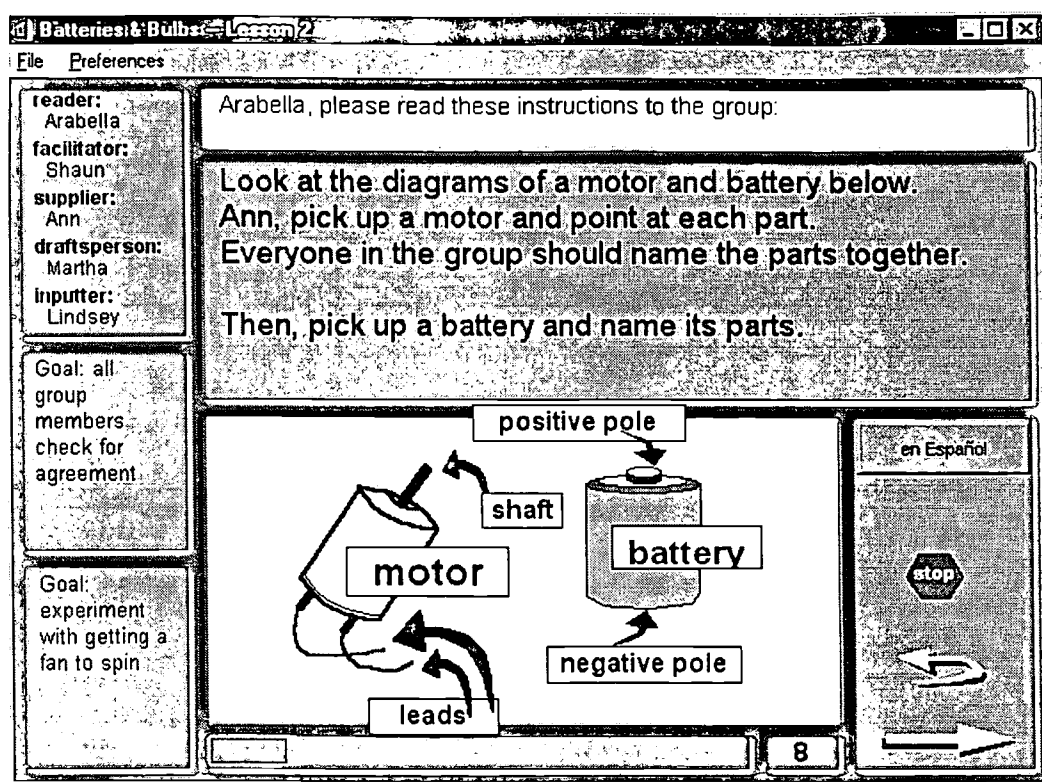 Batteries & Bulbs – Lesson 2
File Preferences
reader:
Arabella
facilitator:
Shaun
supplier:
Ann
draftsperson:
Martha
inputter:
Lindsey
Goal: all
group
members
check for
agreement
Goal:
experiment
with getting a
fan to spin
Arabella, please read these instructions to the group:
Look at the diagrams of a motor and battery below.
Ann, pick up a motor and point at each part.
Everyone in the group should name the parts together.
Then, pick up a battery and name its parts.
positive pole
shaft
motor
battery
negative pole
leads
en Español
stop
8